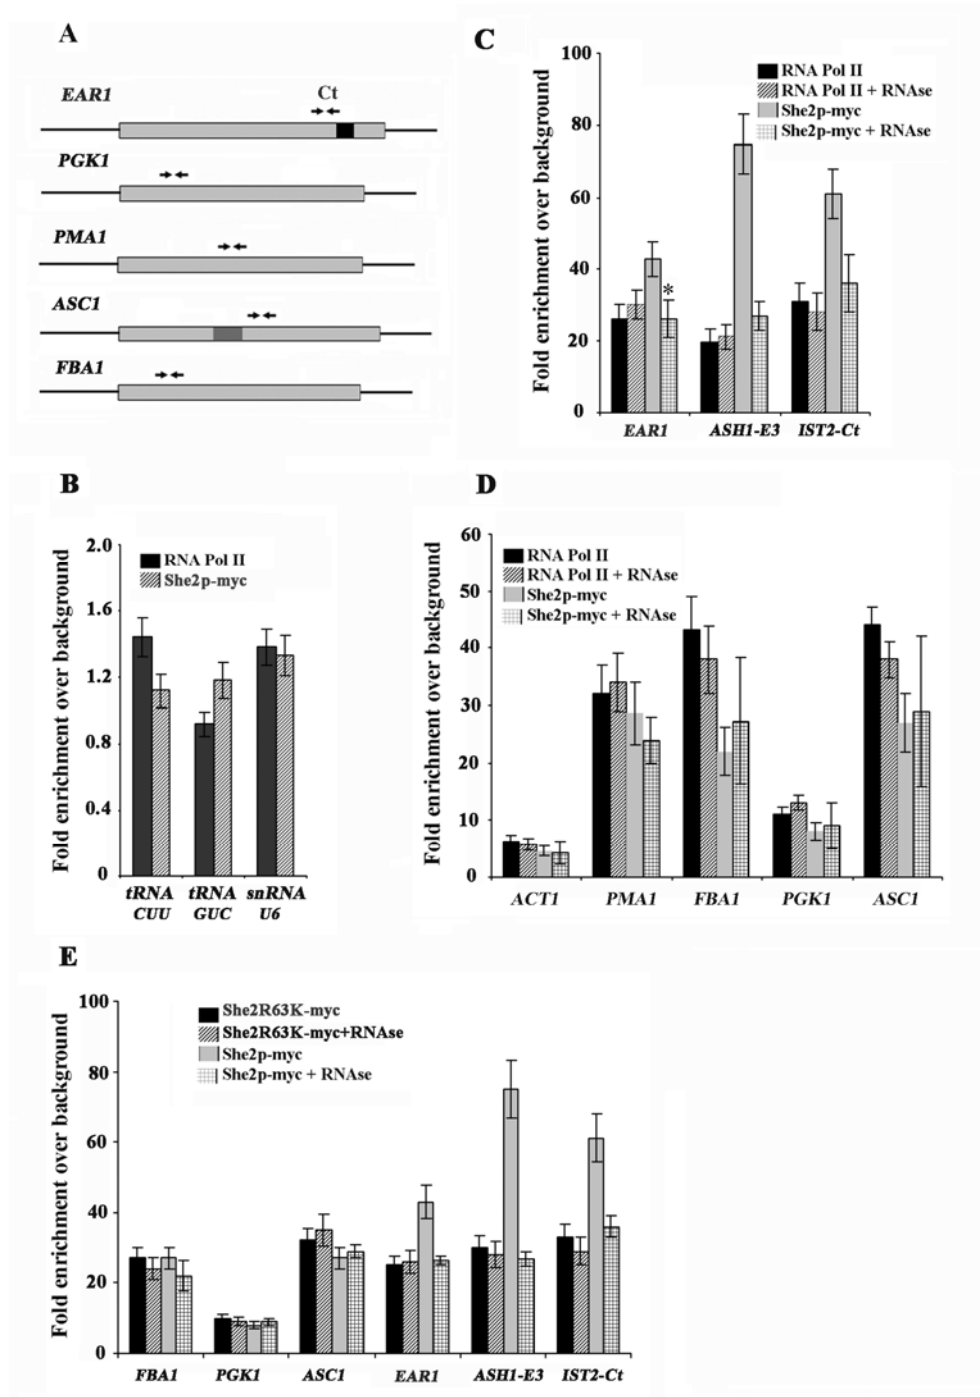 A
EAR1
Ct
PGK1
PMA1
ASC1
FBA1
C
Fold enrichment over background
100
80
60
40
20
0
RNA Pol II
RNA Pol II + RNAse
She2p-myc
She2p-myc + RNAse
*
EAR1 ASH1-E3 IST2-Ct
B
Fold enrichment over background
2.0
1.6
1.2
0.8
0.4
0
RNA Pol II
She2p-myc
tRNA tRNA snRNA
CUU GUC U6
D
Fold enrichment over background
60
50
40
30
20
10
0
RNA Pol II
RNA Pol II + RNAse
She2p-myc
She2p-myc + RNAse
ACT1 PMA1 FBA1 PGK1 ASC1
E
Fold enrichment over background
100
80
60
40
20
0
She2R63K-myc
She2R63K-myc+RNAse
She2p-myc
She2p-myc + RNAse
FBA1 PGK1 ASC1 EAR1 ASH1-E3 IST2-Ct